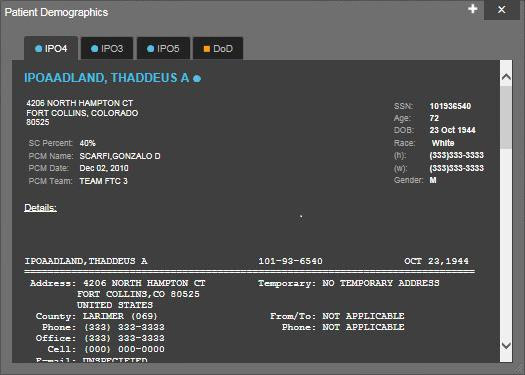 Patient Demographics
IPO4 IPO3 IPO5 DoD
IPOAADLAND, THADDEUS A
4206 NORTH HAMPTON CT
FORT COLLINS, COLORADO
80525
SSN: 101936540
Age: 72
DOB: 23 Oct 1944
Race: White
(h): (333)333-3333
(w): (333)333-3333
Gender: M
SC Percent: 40%
PCM Name: SCARFI,GONZALO D
PCM Date: Dec 02, 2010
PCM Team: TEAM FTC 3
Details:
IPOAADLAND,THADDEUS A 101-93-6540 OCT 23,1944
=========================================================================
Address: 4206 NORTH HAMPTON CT Temporary: NO TEMPORARY ADDRESS
FORT COLLINS,CO 80525
UNITED STATES
County: LARIMER (069) From/To: NOT APPLICABLE
Phone: (333) 333-3333 Phone: NOT APPLICABLE
Office: (333) 333-3333
Cell: (000) 000-0000
E-mail: UNSPECIFIED